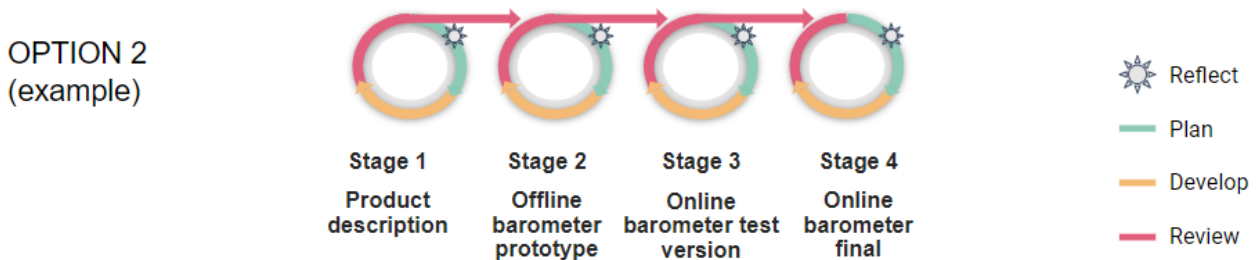 OPTION 2
(example)
Stage 1
Product
description
Stage 2
Offline
barometer
prototype
Stage 3
Online
barometer test
version
Stage 4
Online
barometer
final
Reflect
Plan
Develop
Review